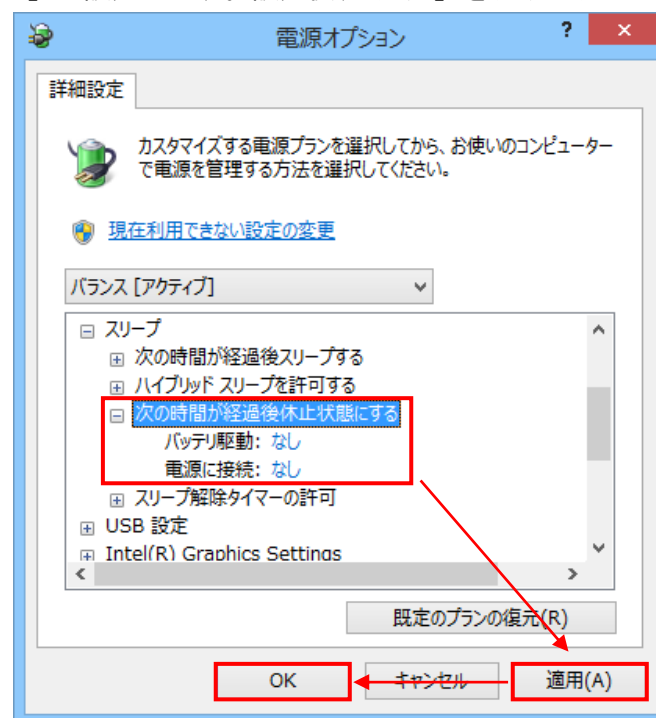 電源オプション
?
×
詳細設定
カスタマイズする電源プランを選択してから、お使いのコンピューター
で電源を管理する方法を選択してください。
現在利用できない設定の変更
バランス [アクティブ]
スリープ
次の時間が経過後スリープする
ハイブリッド スリープを許可する
次の時間が経過後休止状態にする
バッテリ駆動: なし
電源に接続: なし
スリープ解除タイマーの許可
USB 設定
Intel(R) Graphics Settings
既定のプランの復元(R)
OK
キャンセル
適用(A)